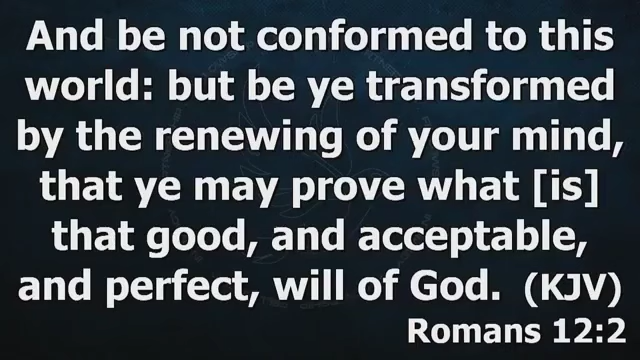 And be not conformed to this
world: but be ye transformed
by the renewing of your mind,
that ye may prove what [is]
that good, and acceptable,
and perfect, will of God.  (KJV)
Romans 12:2